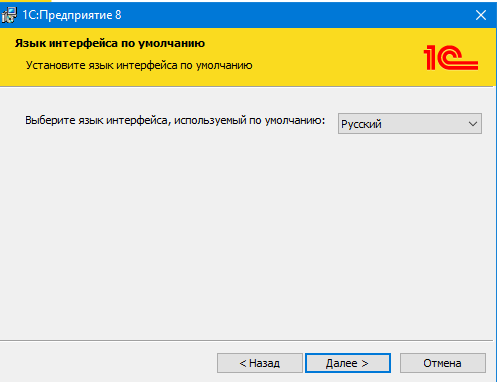 1С:Предприятие 8
Язык интерфейса по умолчанию
Установите язык интерфейса по умолчанию
1С
Выберите язык интерфейса, используемый по умолчанию:
Русский
< Назад
Далее >
Отмена